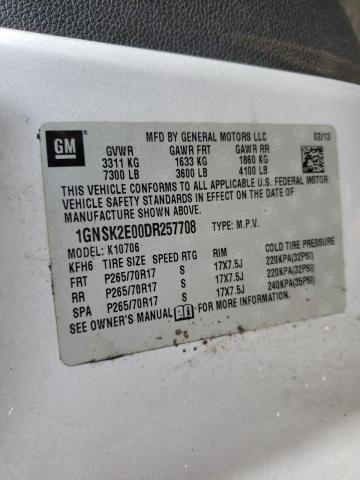 GM
MFD BY GENERAL MOTORS LLC 02/13
GVWR GAWR FRT GAWR RR
3311 KG 1633 KG 1860 KG
7300 LB 3600 LB 4100 LB
THIS VEHICLE CONFORMS TO ALL APPLICABLE U.S. FEDERAL MOTOR
VEHICLE SAFETY STANDARDS IN EFFECT ON THE DATE OF
MANUFACTURE SHOWN ABOVE.
1GNSK2E00DR257708 TYPE: M.P.V.
MODEL: K10706
KFH6 TIRE SIZE SPEED RTG RIM COLD TIRE PRESSURE
FRT P265/70R17 S 17X7.5J 220KPA(32PSI)
RR P265/70R17 S 17X7.5J 220KPA(32PSI)
SPA P265/70R17 S 17X7.5J 240KPA(35PSI)
SEE OWNER'S MANUAL FOR MORE INFORMATION